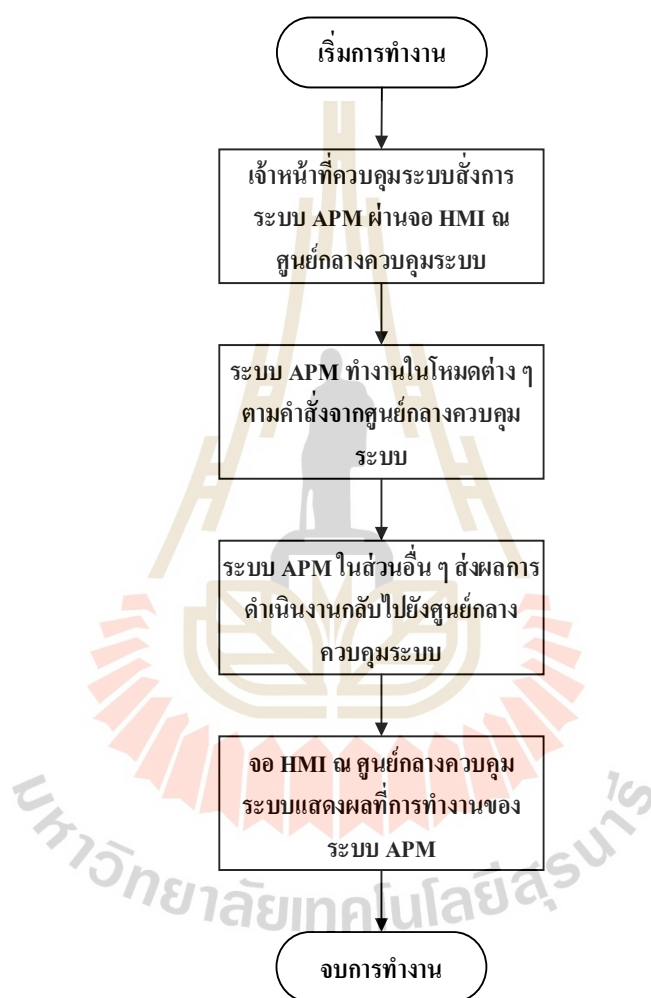 เริ่มการทำงาน
เจ้าหน้าที่ควบคุมระบบสั่งการ
ระบบ APM ผ่านจอ HMI ณ
ศูนย์กลางควบคุมระบบ
ระบบ APM ทำงานในโหมดต่าง ๆ
ตามคำสั่งจากศูนย์กลางควบคุม
ระบบ
ระบบ APM ในส่วนอื่น ๆ ส่งผลการ
ดำเนินงานกลับไปยังศูนย์กลาง
ควบคุมระบบ
จอ HMI ณ ศูนย์กลางควบคุม
ระบบแสดงผลที่การทำงานของ
ระบบ APM
จบการทำงาน
มหาวิทยาลัยเทคโนโลยีสุรนารี